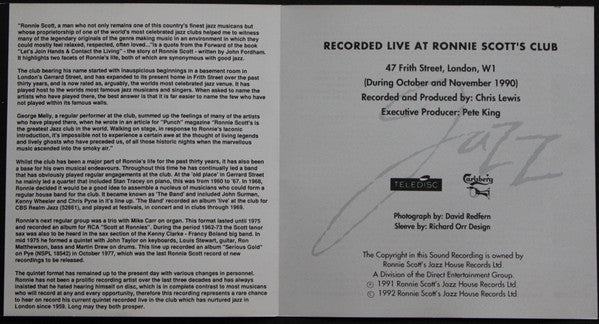 "Ronnie Scott, a man who not only remains one of this country's finest jazz musicans but
whose proprietorship of one of the world's most celebrated jazz clubs helped me to witness
many of the legendary originals of the genre making music in an environment in which they
could mostly feel relaxed, respected, often loved..."is a quote from the Forward of the book
"Let's Join Hands & Contact the Living" - the story of Ronnie Scott - written by John Fordham.
It highlights two facets of Ronnie's life, both of which are synonymous with good jazz.
The club bearing his name started with inauspicious beginnings in a basement room in
London's Gerrard Street, and has expanded to its present home in Frith Street over the past
thirty years, and is now rated as, arguably, the world's most celebrated jazz venue. It has
played host to the worlds most famous jazz musicans and singers. When asked to name the
artists who have played there, the best answer is that it is far easier to name the few who have
not played within its famous walls.
George Melly, a regular performer at the club, summed up the feelings of many of the artists
who have played there, when he wrote in an article for "Punch" magazine "Ronnie Scott's is
the greatest Jazz club in the world. Walking on stage, in response to Ronnie's laconic
introduction, it's impossible not to experience a certain awe at the thought of living legends
and lively ghosts who have preceded us, of all those historic nights when the marvellous
music ascended into the smoky air."
Whilst the club has been a major part of Ronnie's life for the past thirty years, it has also been
a base for his own musical endeavours. Throughout this time he has continually led a band
that has obviously played regular engagements at the club. At the 'old place' in Gerrard Street
he mainly led a quartet that included Stan Tracey on piano, this was from 1960 to '67. In 1968,
Ronnie decided it would be a good idea to assemble a nucleus of musicans who could form a
regular house band for the club. It became known as 'The Band' and included John Surman,
Kenny Wheeler and Chris Pyne in it's line up. 'The Band' recorded an album 'live' at the club for
CBS Realm Jazz (52661), and played at festivals, in concert and in clubs through to 1969.
Ronnie's next regular group was a trio with Mike Carr on organ. This format lasted until 1975
and recorded an album for RCA "Scott at Ronnies". During the period 1962-73 the Scott tenor
sax was also to be heard in the sax section of the Kenny Clarke - Francy Boland big band. In
mid 1975 he formed a quintet with John Taylor on keyboards, Louis Stewart, guitar, Ron
Matthewson, bass and Martin Drew on drums. This line up recorded an album "Serious Gold"
on Pye (NSPL 18542) in October 1977, which was the last Ronnie Scott record of new
recordings to be released.
The quintet format has remained up to the present day with various changes in personnel.
Ronnie has not been a prolific recording artist over the last three decades and has always
insisted that he hated hearing himself on disc, which is in complete contrast to most musicans who
will record at any and every opportunity, therefore this recording represents a rare chance
to hear on record his current quintet recorded live in the club which has nurtured jazz in
London since 1959. Long may they both prosper.
RECORDED LIVE AT RONNIE SCOTT'S CLUB
47 Frith Street, London, W1
(During October and November 1990)
Recorded and Produced by: Chris Lewis
Executive Producer: Pete King
Jazz
TELEDISC
Carlsberg
Photograph by: David Redfern
Sleeve by: Richard Orr Design
The Copyright in this Sound Recording is owned by
Ronnie Scott's Jazz House Records Ltd
A Division of the Direct Entertainment Group.
℗ 1991 Ronnie Scott's Jazz House Records Ltd
© 1992 Ronnie Scott's Jazz House Records Ltd